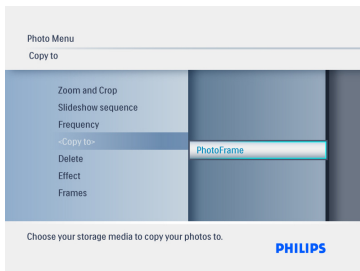 Photo Menu
Copy to
Zoom and Crop
Slideshow sequence
Frequency
<Copy to>
PhotoFrame
Delete
Effect
Frames
Choose your storage media to copy your photos to.
PHILIPS